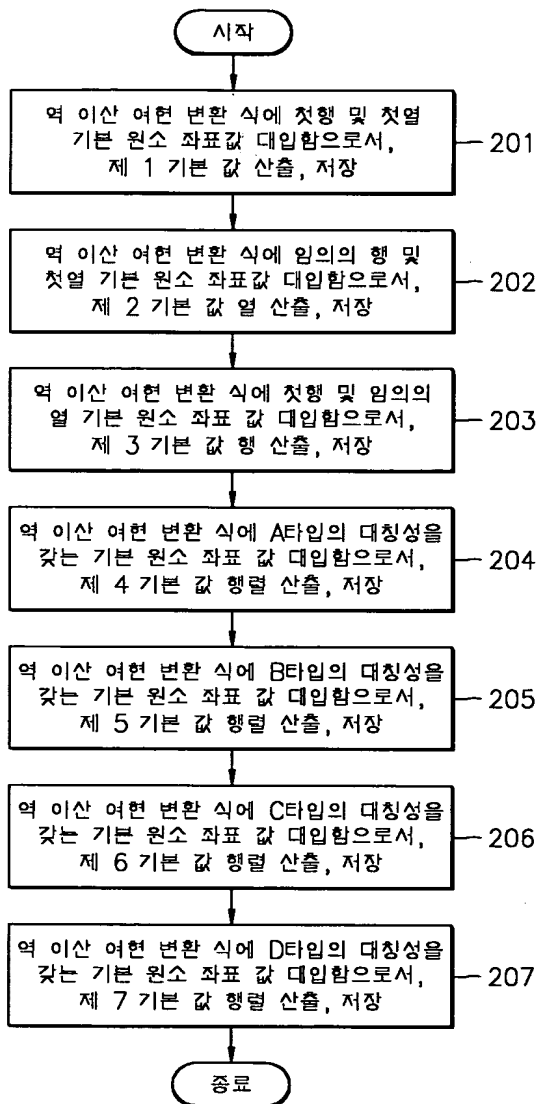 시작
역 이산 여현 변환 식에 첫행 및 첫열
기본 원소 좌표값 대입함으로서,
제 1 기본 값 산출, 저장
201
역 이산 여현 변환 식에 임의의 행 및
첫열 기본 원소 좌표값 대입함으로서,
제 2 기본 값 열 산출, 저장
202
역 이산 여현 변환 식에 첫행 및 임의의
열 기본 원소 좌표 값 대입함으로서,
제 3 기본 값 행 산출, 저장
203
역 이산 여현 변환 식에 A타입의 대칭성을
갖는 기본 원소 좌표 값 대입함으로서,
제 4 기본 값 행렬 산출, 저장
204
역 이산 여현 변환 식에 B타입의 대칭성을
갖는 기본 원소 좌표 값 대입함으로서,
제 5 기본 값 행렬 산출, 저장
205
역 이산 여현 변환 식에 C타입의 대칭성을
갖는 기본 원소 좌표 값 대입함으로서,
제 6 기본 값 행렬 산출, 저장
206
역 이산 여현 변환 식에 D타입의 대칭성을
갖는 기본 원소 좌표 값 대입함으로서,
제 7 기본 값 행렬 산출, 저장
207
종료